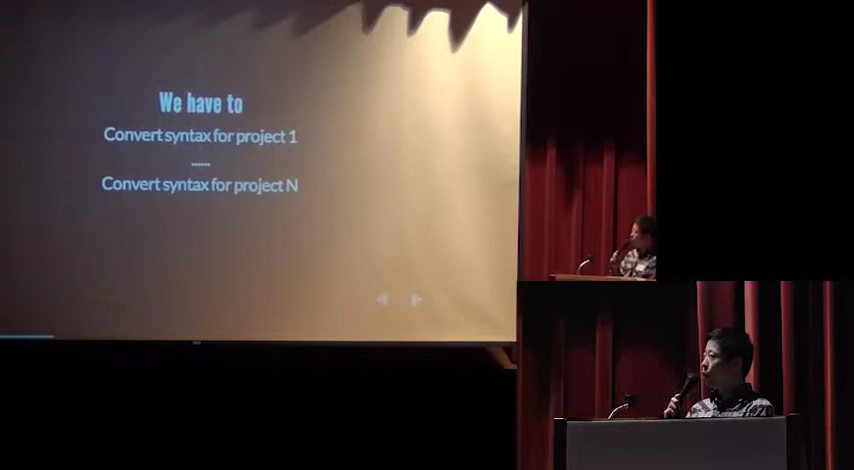 We have to
Convert syntax for project 1
......
Convert syntax for project N